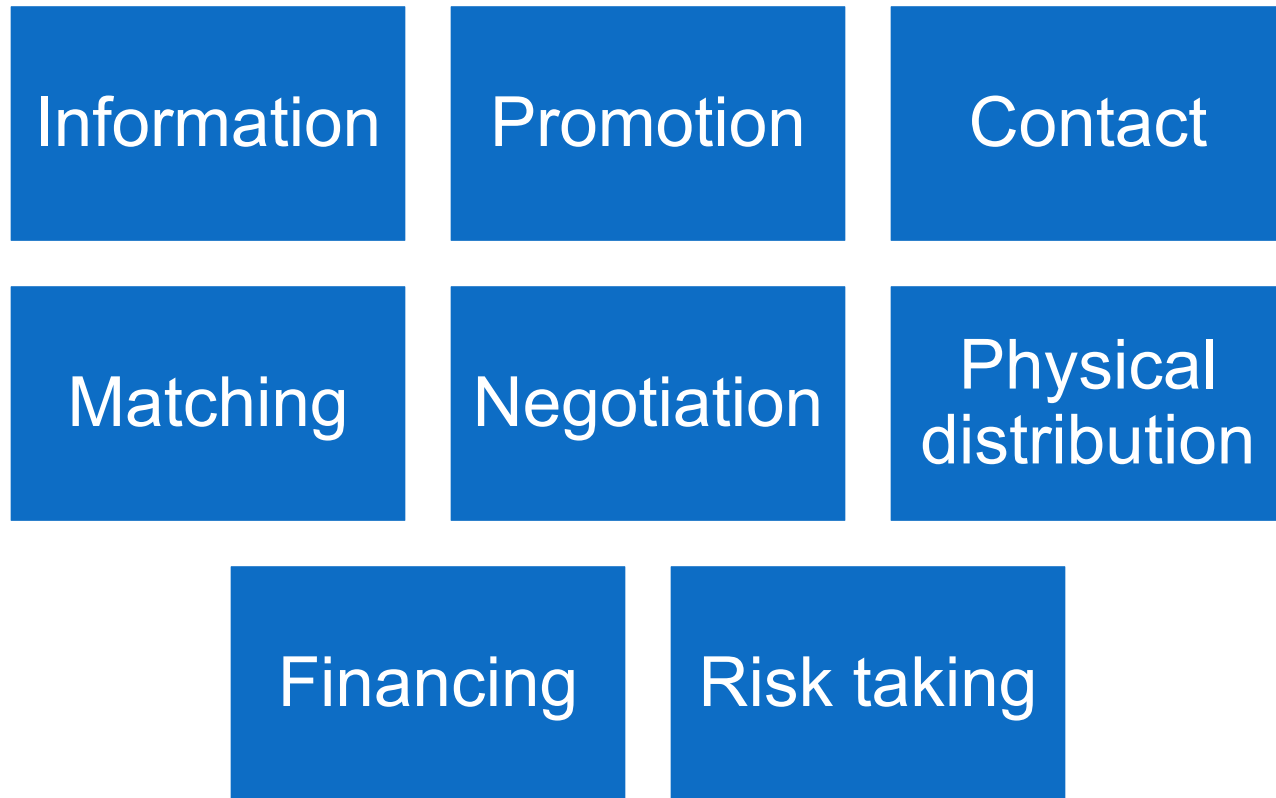 Information
Promotion
Contact
Matching
Negotiation
Physical
distribution
Financing
Risk taking